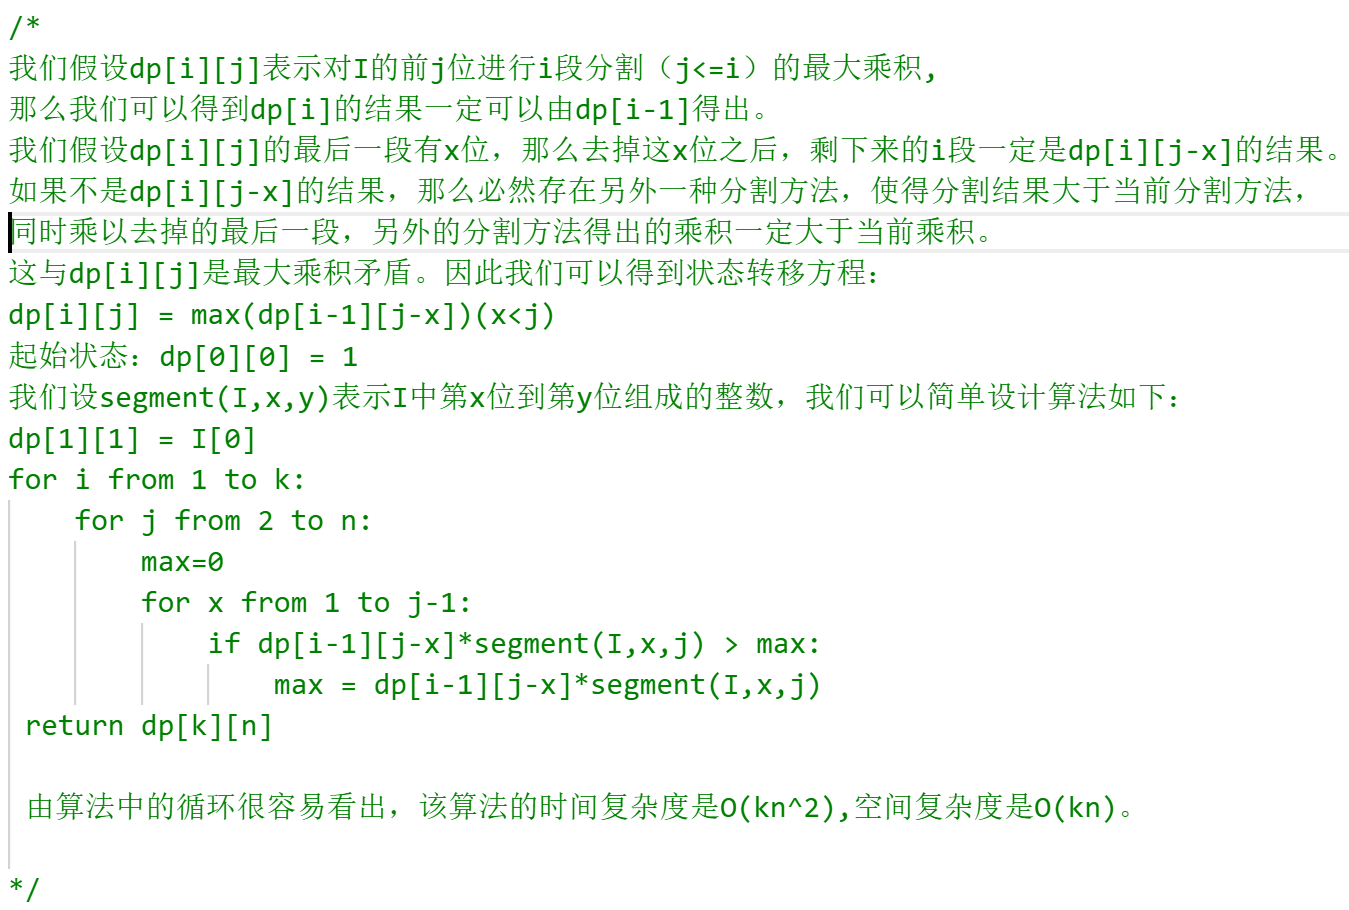 /*
我们假设dp[i][j]表示对I的前j位进行i段分割（j<=i）的最大乘积,
那么我们可以得到dp[i]的结果一定可以由dp[i-1]得出。
我们假设dp[i][j]的最后一段有x位，那么去掉这x位之后，剩下来的i段一定是dp[i][j-x]的结果。
如果不是dp[i][j-x]的结果，那么必然存在另外一种分割方法，使得分割结果大于当前分割方法，
同时乘以去掉的最后一段，另外的分割方法得出的乘积一定大于当前乘积。
这与dp[i][j]是最大乘积矛盾。因此我们可以得到状态转移方程：
dp[i][j] = max(dp[i-1][j-x])(x<j)
起始状态：dp[0][0] = 1
我们设segment(I,x,y)表示I中第x位到第y位组成的整数，我们可以简单设计算法如下：
dp[1][1] = I[0]
for i from 1 to k:
    for j from 2 to n:
        max=0
        for x from 1 to j-1:
            if dp[i-1][j-x]*segment(I,x,j) > max:
                max = dp[i-1][j-x]*segment(I,x,j)
 return dp[k][n]
 由算法中的循环很容易看出，该算法的时间复杂度是O(kn^2),空间复杂度是O(kn)。
*/